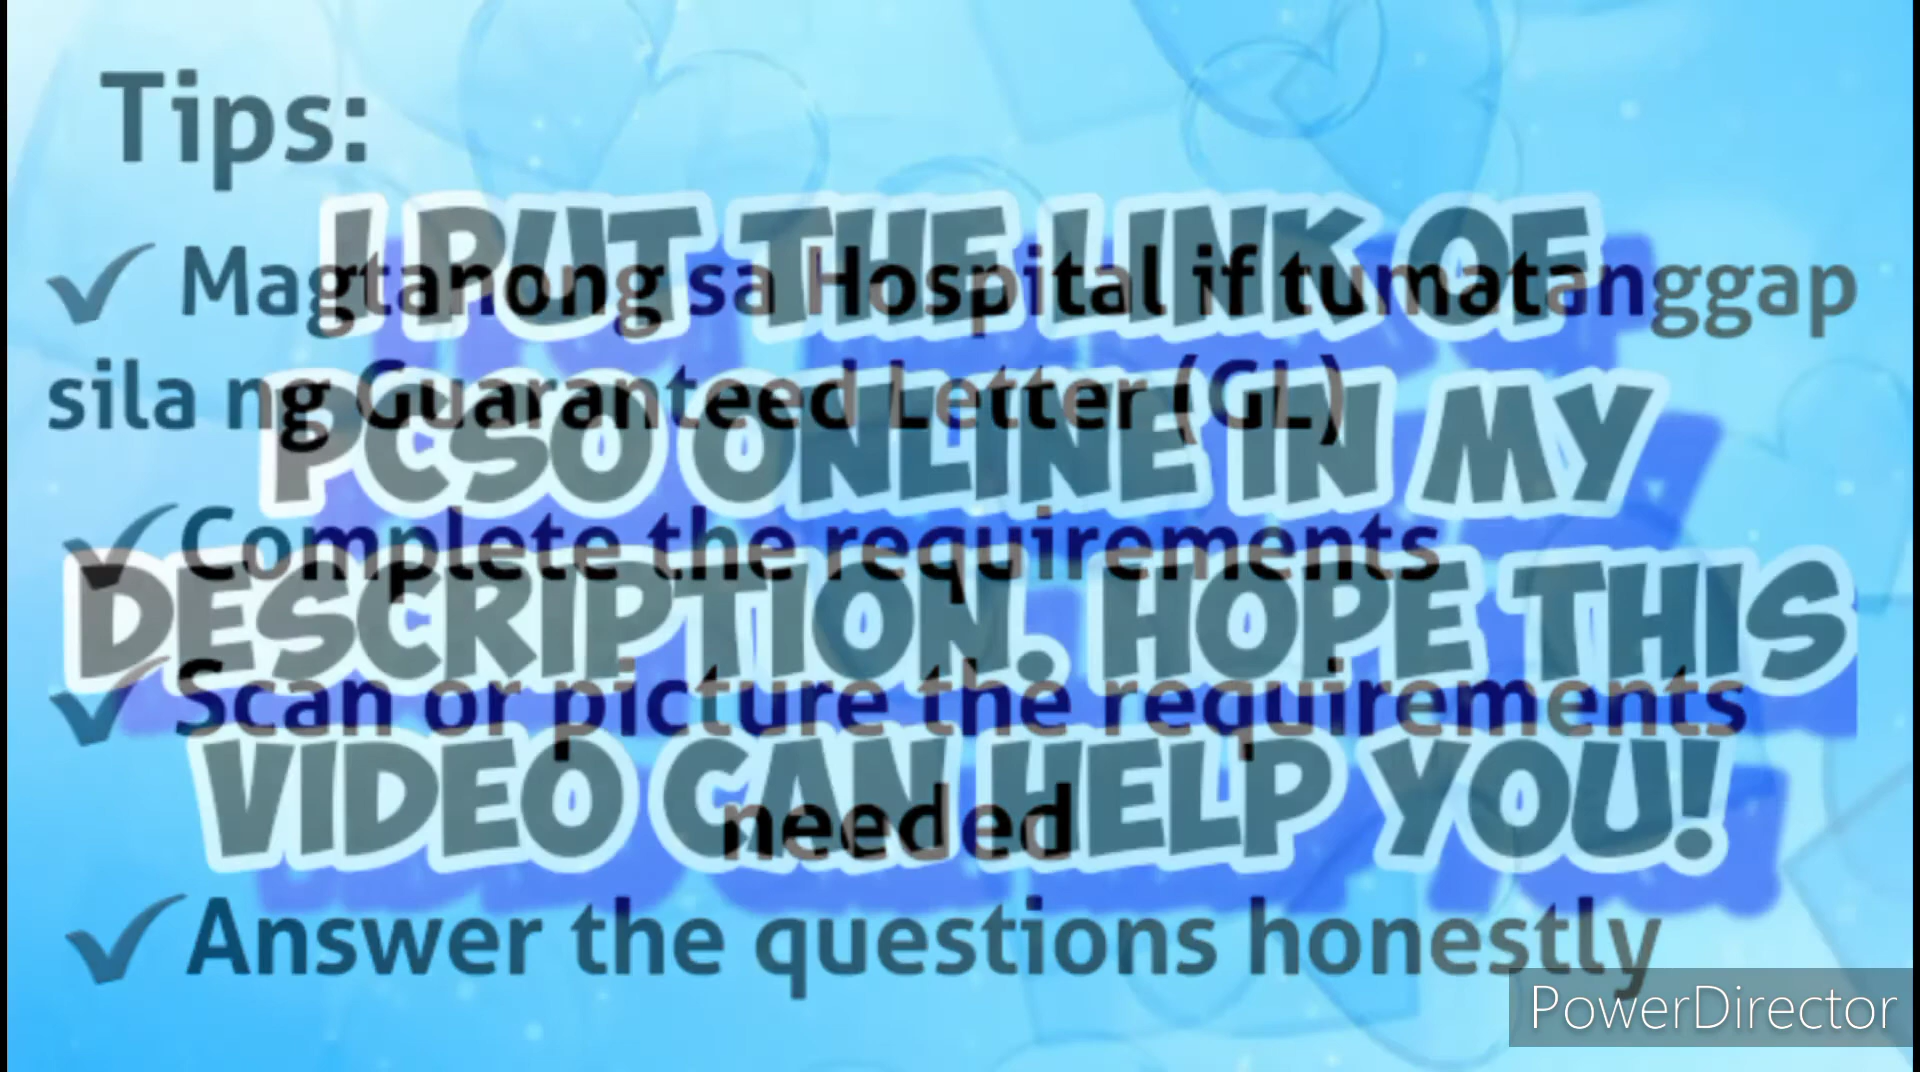 Tips:
✓ Magtanong sa Hospital if tumatanggap
sila ng Guaranteed Letter (GL)
✓ Complete the requirements
✓ Scan or picture the requirements
needed
✓ Answer the questions honestly
I PUT THE LINK OF
PCSO ONLINE IN MY
DESCRIPTION. HOPE THIS
VIDEO CAN HELP YOU!
PowerDirector